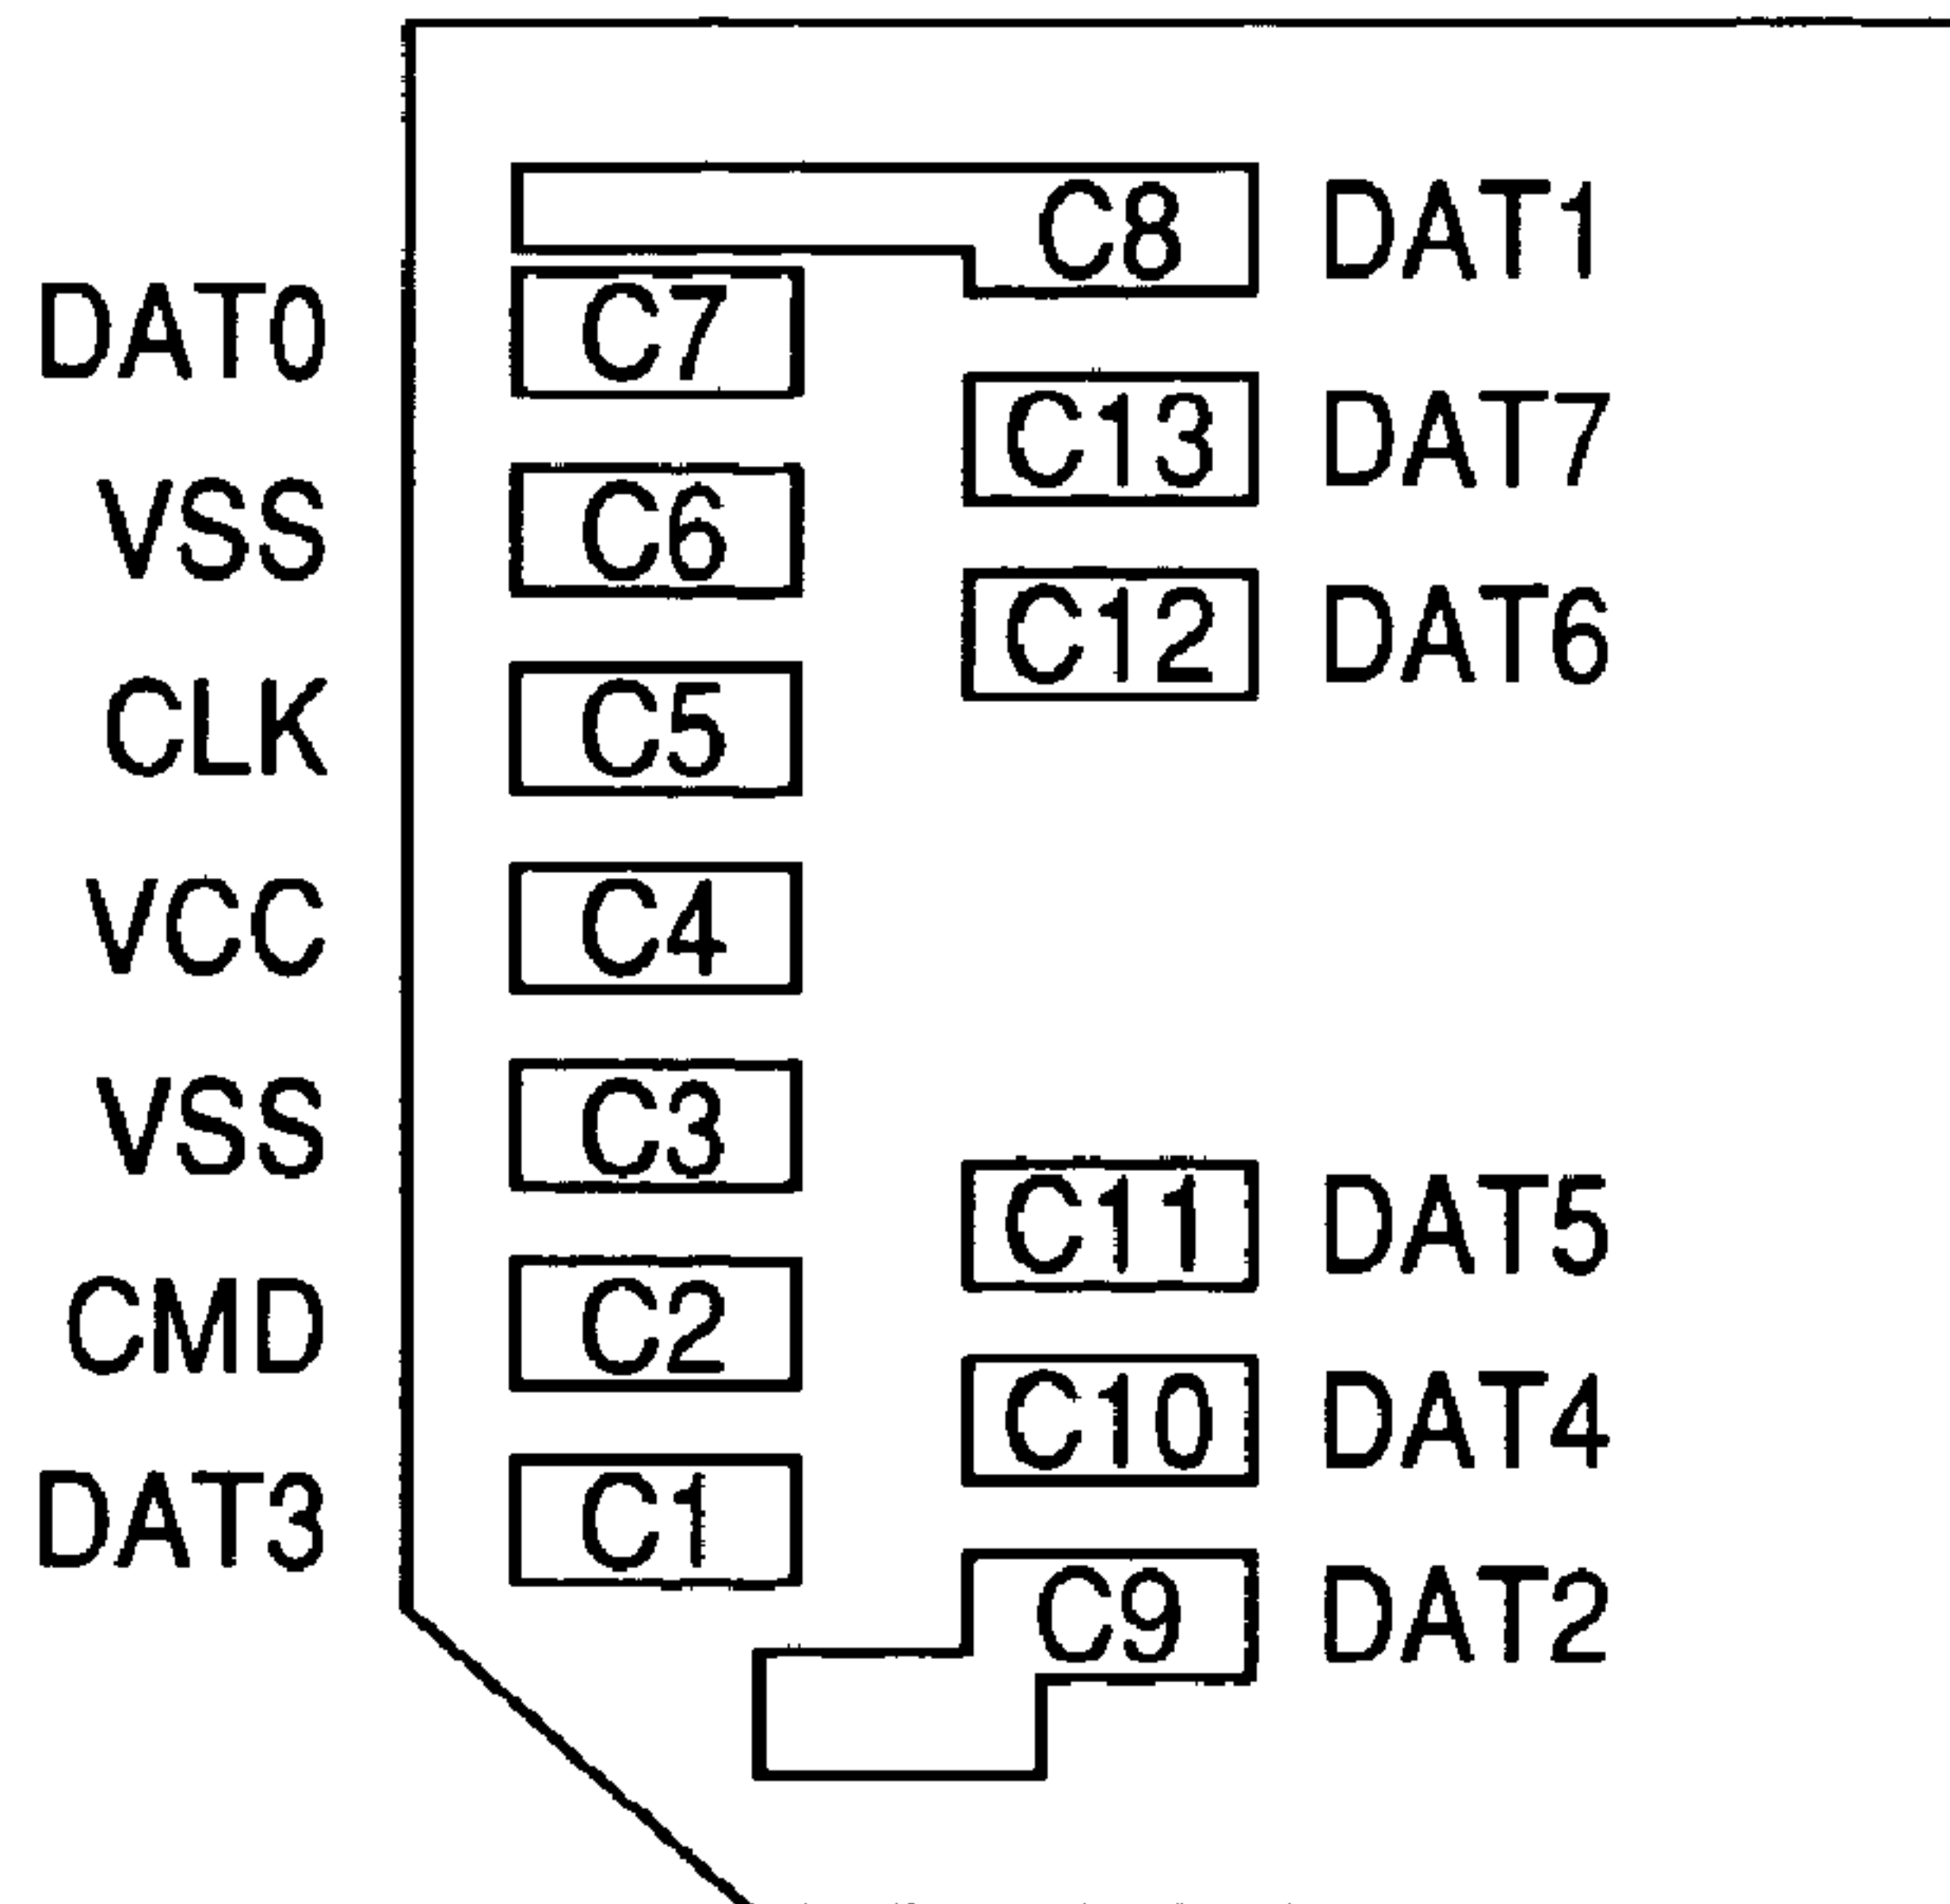 C8 DAT1
DAT0 C7
C13 DAT7
VSS C6
C12 DAT6
CLK C5
VCC C4
VSS C3
C11 DAT5
CMD C2
C10 DAT4
DAT3 C1
C9 DAT2